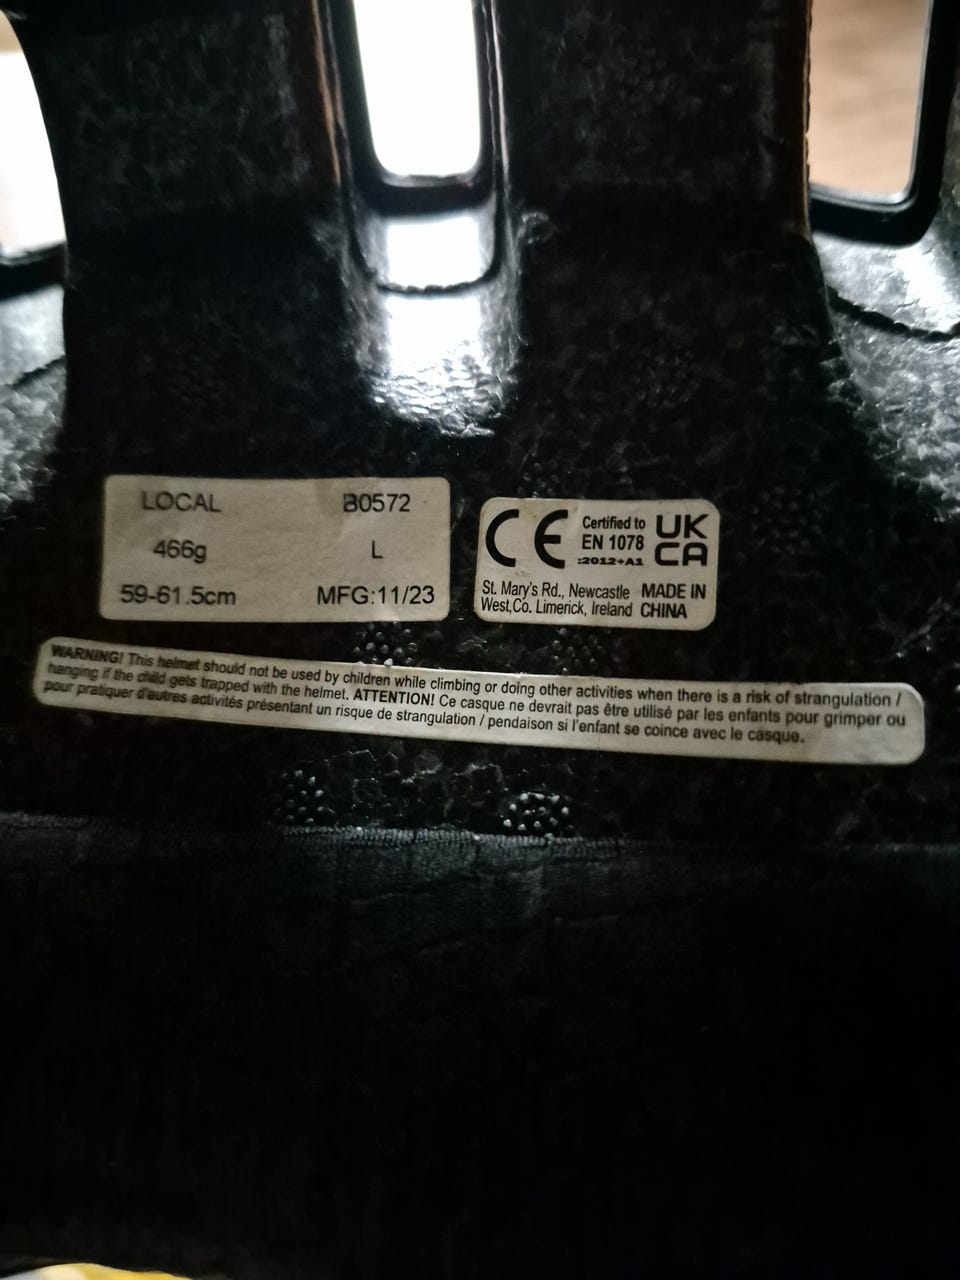 LOCAL B0572
466g L
59-61.5cm MFG:11/23
CE Certified to UK
EN 1078 CA
:2012+A1
St. Mary's Rd., Newcastle MADE IN
West,Co. Limerick, Ireland CHINA
WARNING! This helmet should not be used by children while climbing or doing other activities when there is a risk of strangulation /
hanging if the child gets trapped with the helmet. ATTENTION! Ce casque ne devrait pas être utilisé par les enfants pour grimper ou
pour pratiquer d'autres activités présentant un risque de strangulation / pendaison si l'enfant se coince avec le casque.